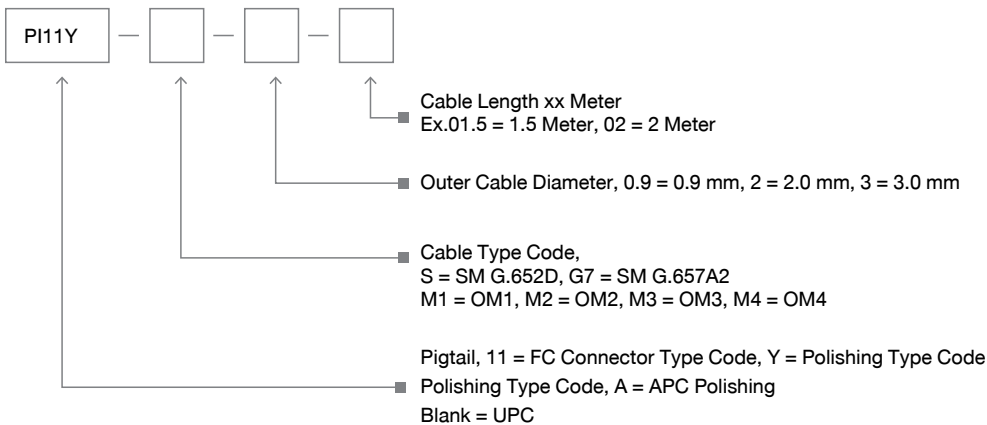 PI11Y
Cable Length xx Meter
Ex.01.5 = 1.5 Meter, 02 = 2 Meter
Outer Cable Diameter, 0.9 = 0.9 mm, 2 = 2.0 mm, 3 = 3.0 mm
Cable Type Code,
S = SM G.652D, G7 = SM G.657A2
M1 = OM1, M2 = OM2, M3 = OM3, M4 = OM4
Pigtail, 11 = FC Connector Type Code, Y = Polishing Type Code
Polishing Type Code, A = APC Polishing
Blank = UPC